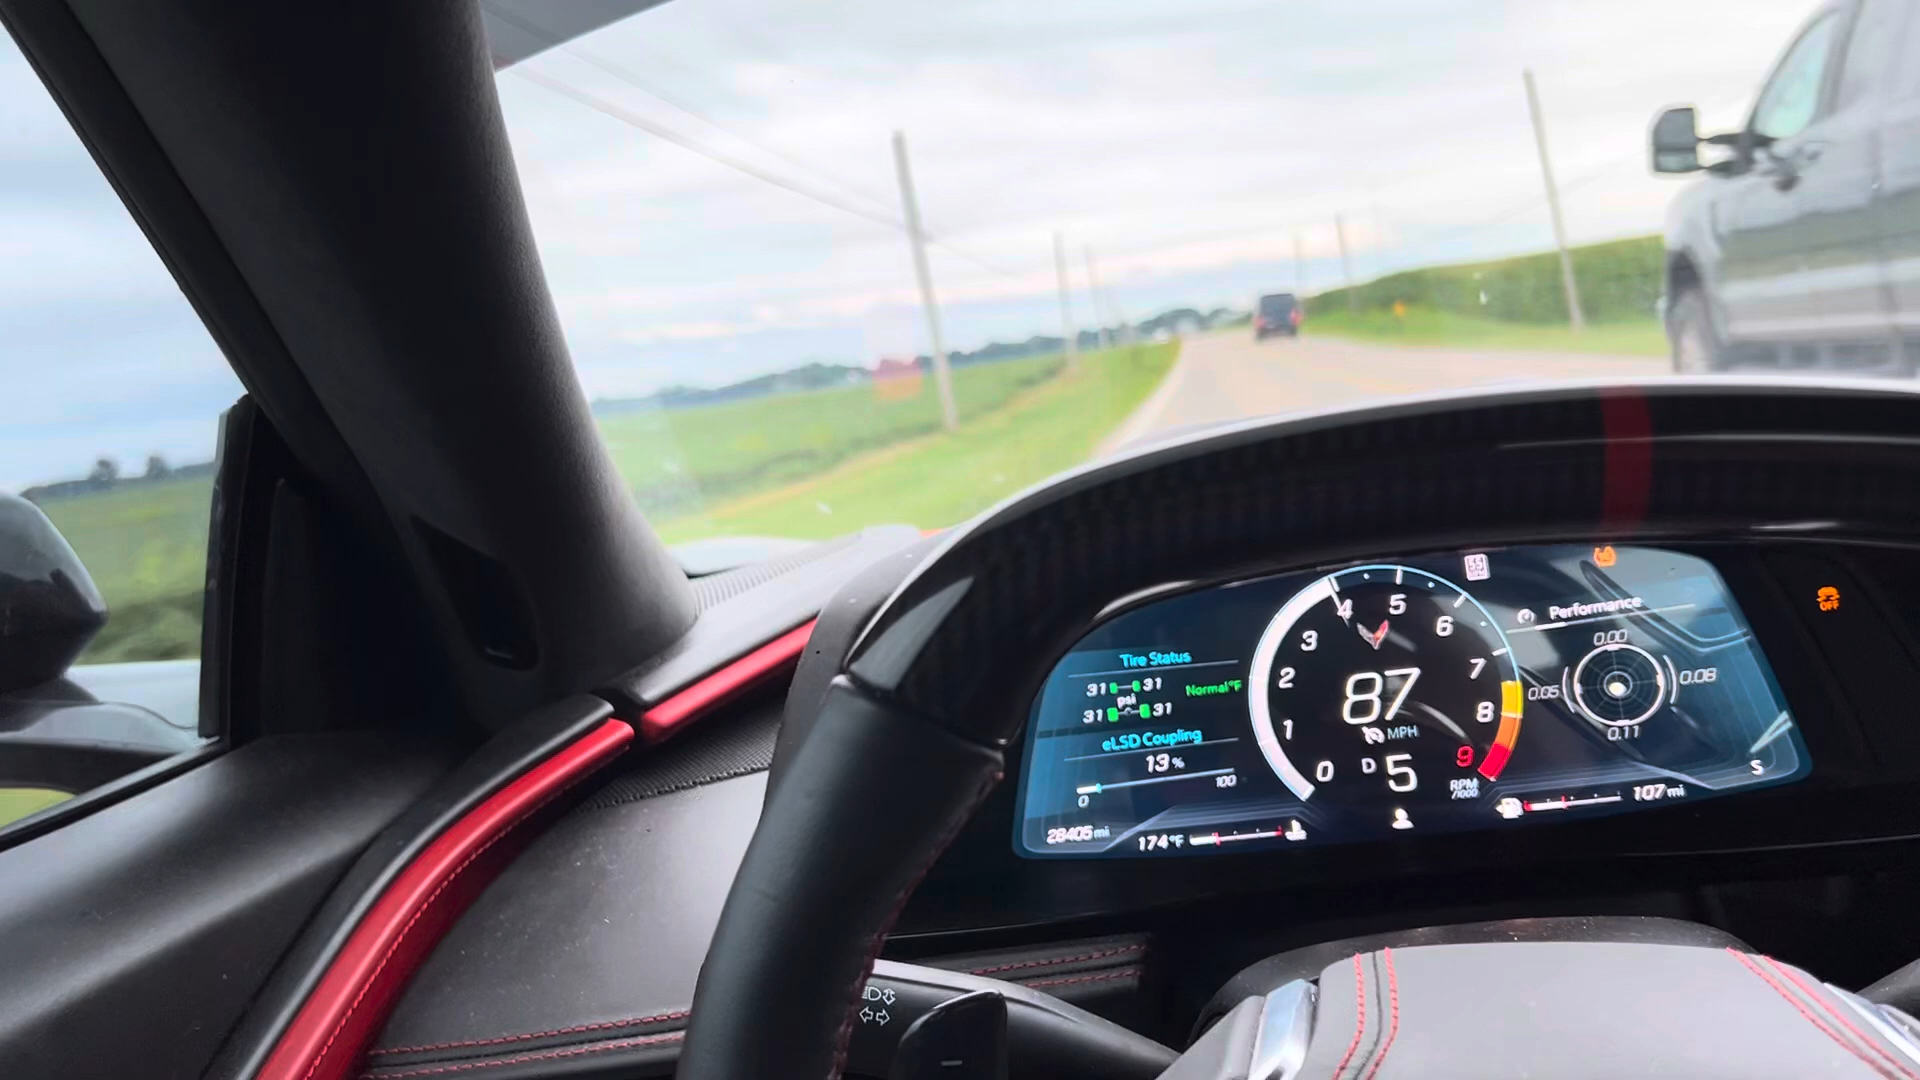 55
Performance
OFF
Tire Status
31 31
psi
31 31
Normal°F
eLSD Coupling
13 %
0 100
28405 mi
174 °F
0 1 2 3 4 5 6 7 8 9
87
MPH
D 5
RPM
/1000
0.00
0.05
0.08
0.11
S
107 mi